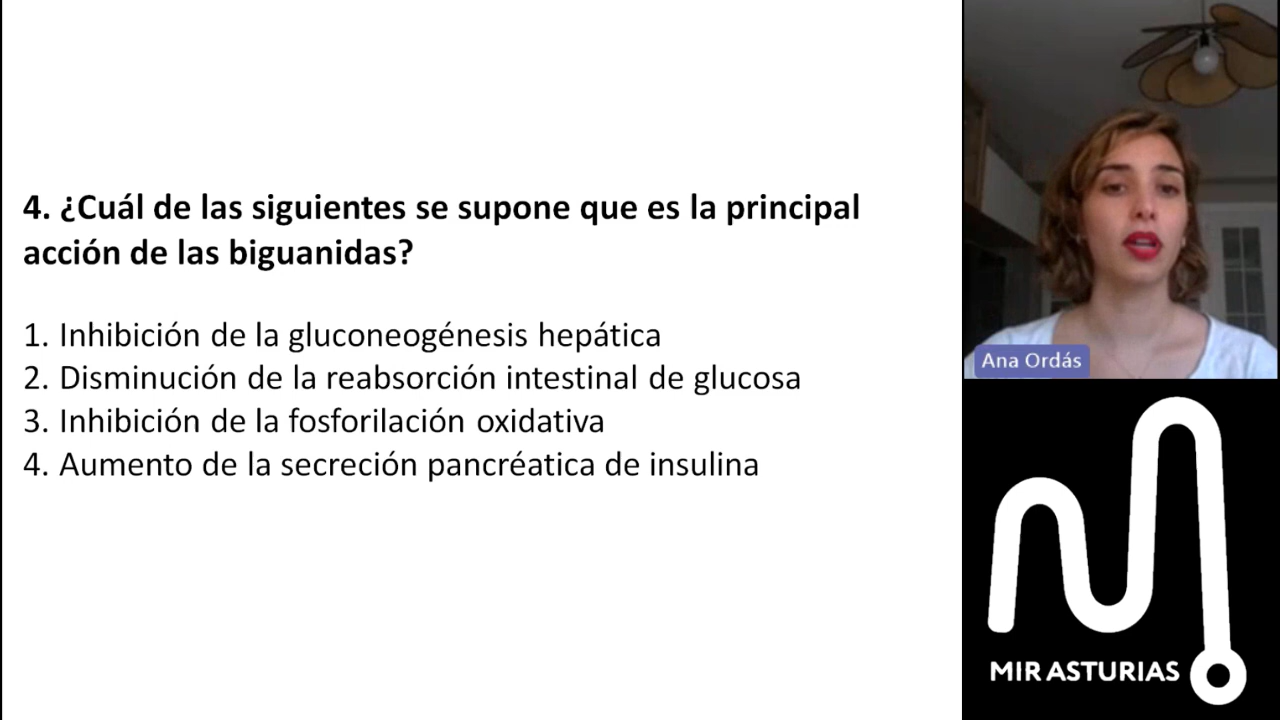 4. ¿Cuál de las siguientes se supone que es la principal
acción de las biguanidas?
1. Inhibición de la gluconeogénesis hepática
2. Disminución de la reabsorción intestinal de glucosa
3. Inhibición de la fosforilación oxidativa
4. Aumento de la secreción pancréatica de insulina
Ana Ordás
MIR ASTURIAS